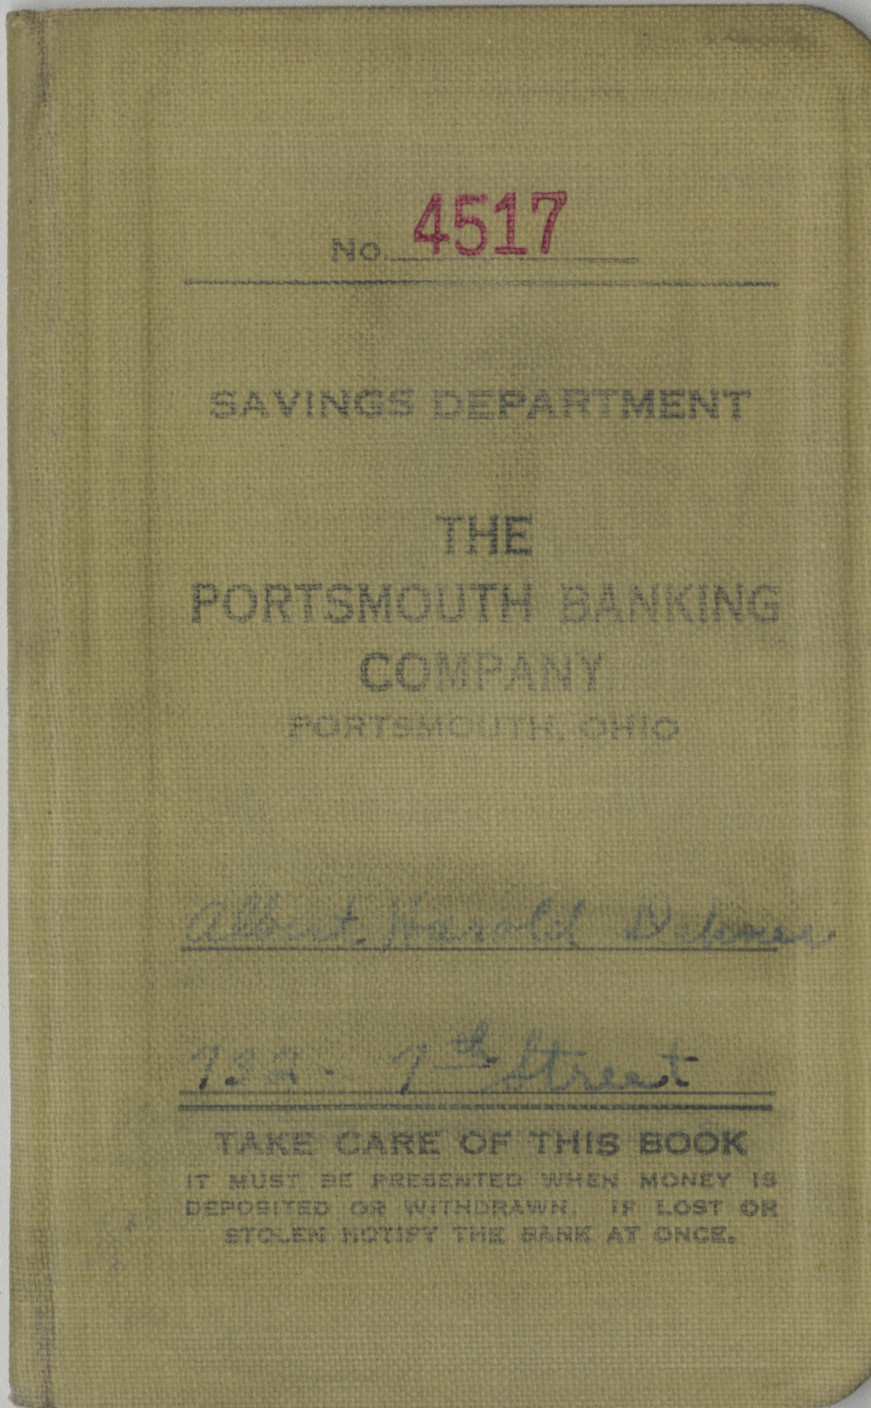 No. 4517
SAVINGS DEPARTMENT
THE
PORTSMOUTH BANKING
COMPANY
PORTSMOUTH, OHIO
Albert Harold
732 - 7th Street
TAKE CARE OF THIS BOOK
IT MUST BE PRESENTED WHEN MONEY IS
DEPOSITED OR WITHDRAWN. IF LOST OR
STOLEN NOTIFY THE BANK AT ONCE.